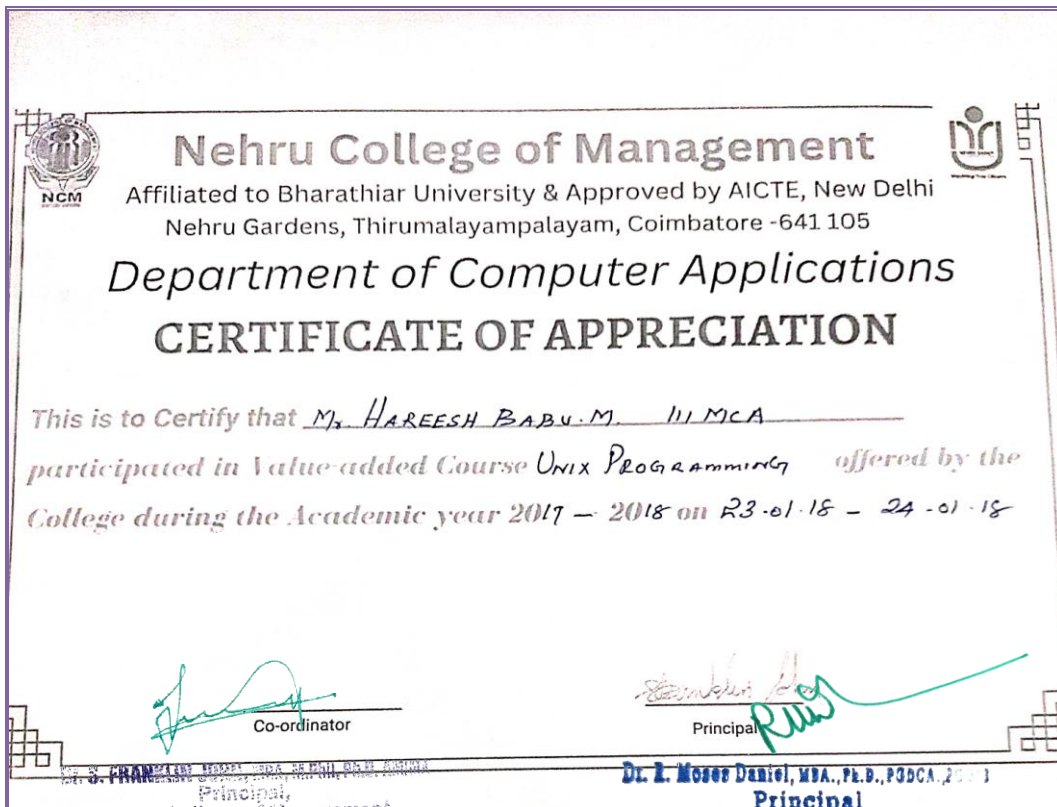 Nehru College of Management
NCM
Affiliated to Bharathiar University & Approved by AICTE, New Delhi
Nehru Gardens, Thirumalayampalayam, Coimbatore -641 105
Department of Computer Applications
CERTIFICATE OF APPRECIATION
This is to Certify that Mr. HAREESH BABU.M. III MCA
participated in Value-added Course UNIX PROGRAMMING offered by the
College during the Academic year 2017 – 2018 on 23.01.18 – 24.01.18
Co-ordinator
Principal
Dr. S. FRANKLIN
Principal,
Dr. R. Moses Daniel, MBA., Ph.D., PGDCA.,
Principal